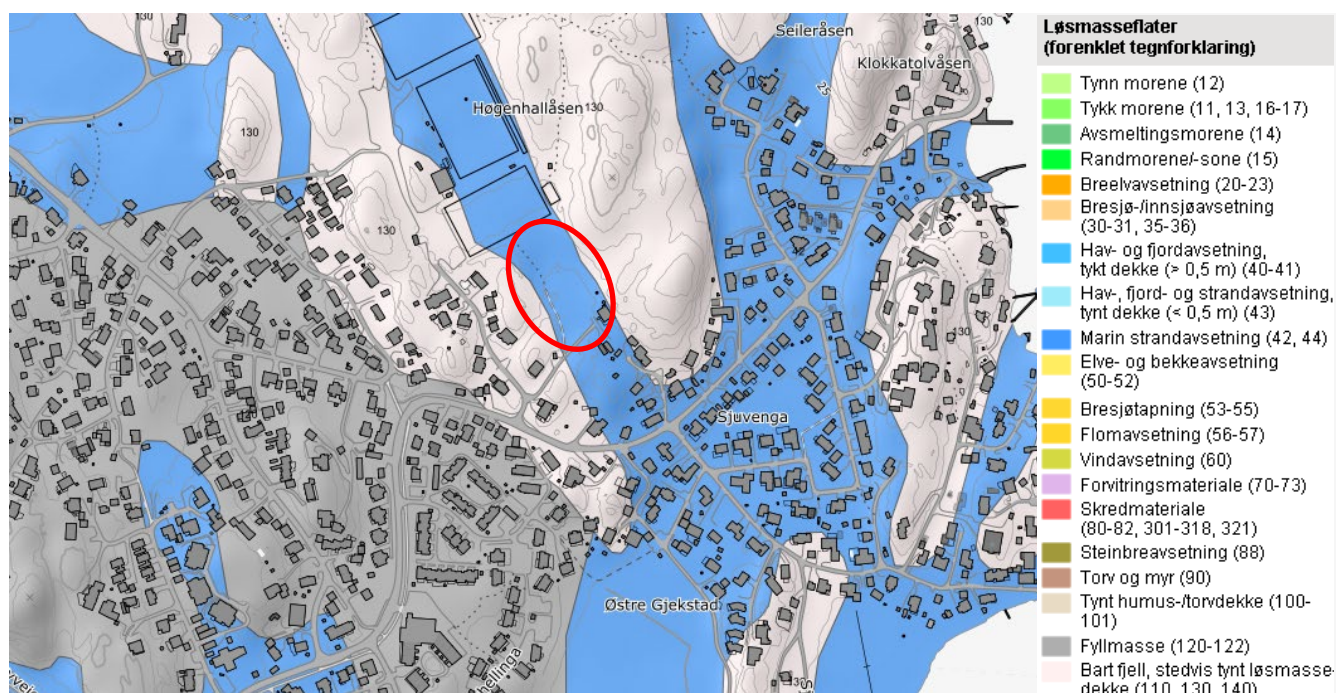 130
Seileråsen
Klokkatolvåsen
25
Høgenhallåsen
130
130
130
130
Sjuvenga
Østre Gjekstad
130
Løsmasseflater
(forenklet tegnforklaring)
Tynn morene (12)
Tykk morene (11, 13, 16-17)
Avsmeltingsmorene (14)
Randmorene/-sone (15)
Breelvavsetning (20-23)
Bresjø-/innsjøavsetning
(30-31, 35-36)
Hav- og fjordavsetning,
tykt dekke (> 0,5 m) (40-41)
Hav-, fjord- og strandavsetning,
tynt dekke (< 0,5 m) (43)
Marin strandavsetning (42, 44)
Elve- og bekkeavsetning
(50-52)
Bresjøtapning (53-55)
Flomavsetning (56-57)
Vindavsetning (60)
Forvitringsmateriale (70-73)
Skredmateriale
(80-82, 301-318, 321)
Steinbreavsetning (88)
Torv og myr (90)
Tynt humus-/torvdekke (100-
101)
Fyllmasse (120-122)
Bart fjell, stedvis tynt løsmasse-
dekke (110, 130, 140)